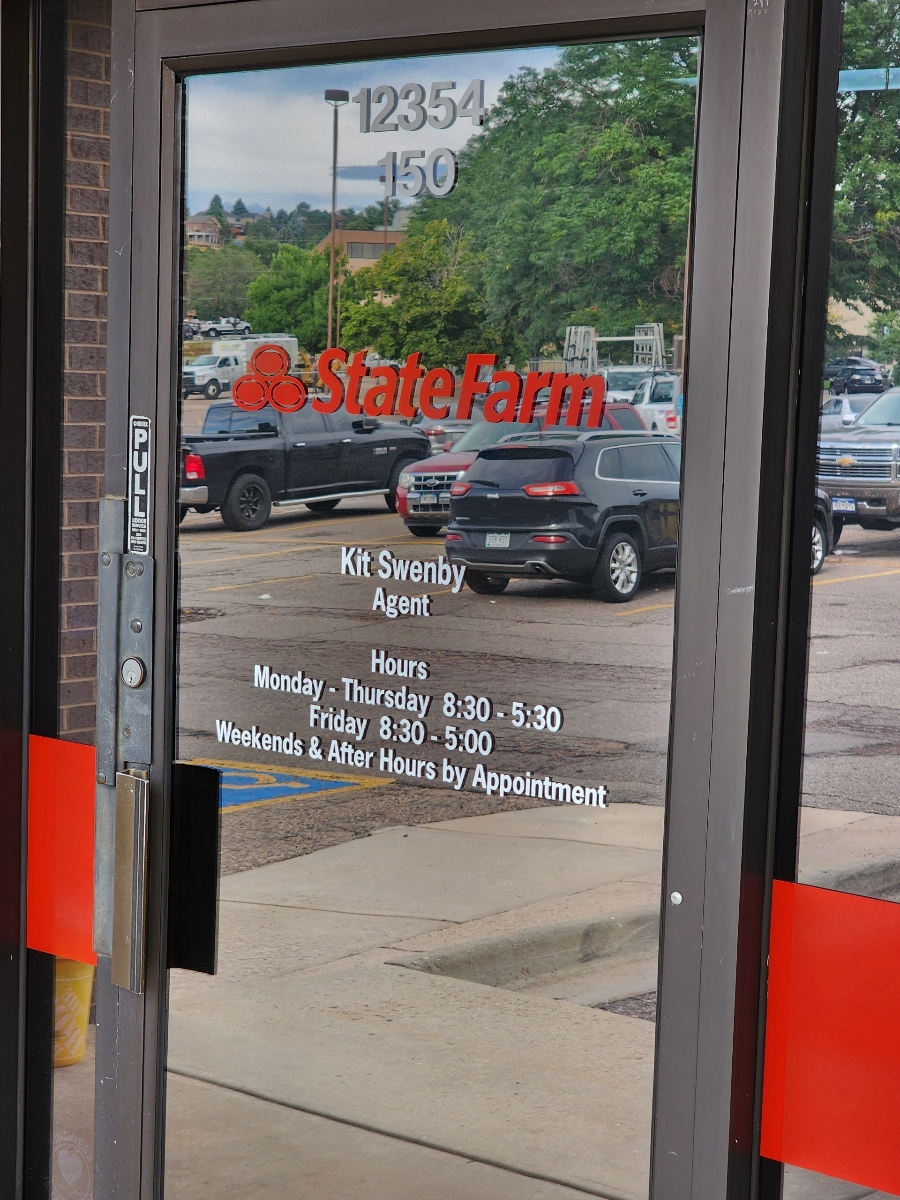 12354
150
StateFarm
PULL
Kit Swenby
Agent
Hours
Monday - Thursday 8:30 - 5:30
Friday 8:30 - 5:00
Weekends & After Hours by Appointment